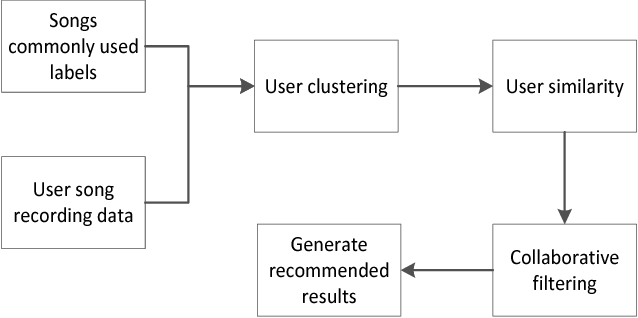 Songs
commonly used
labels
User clustering
User similarity
User song
recording data
Generate
recommended
results
Collaborative
filtering